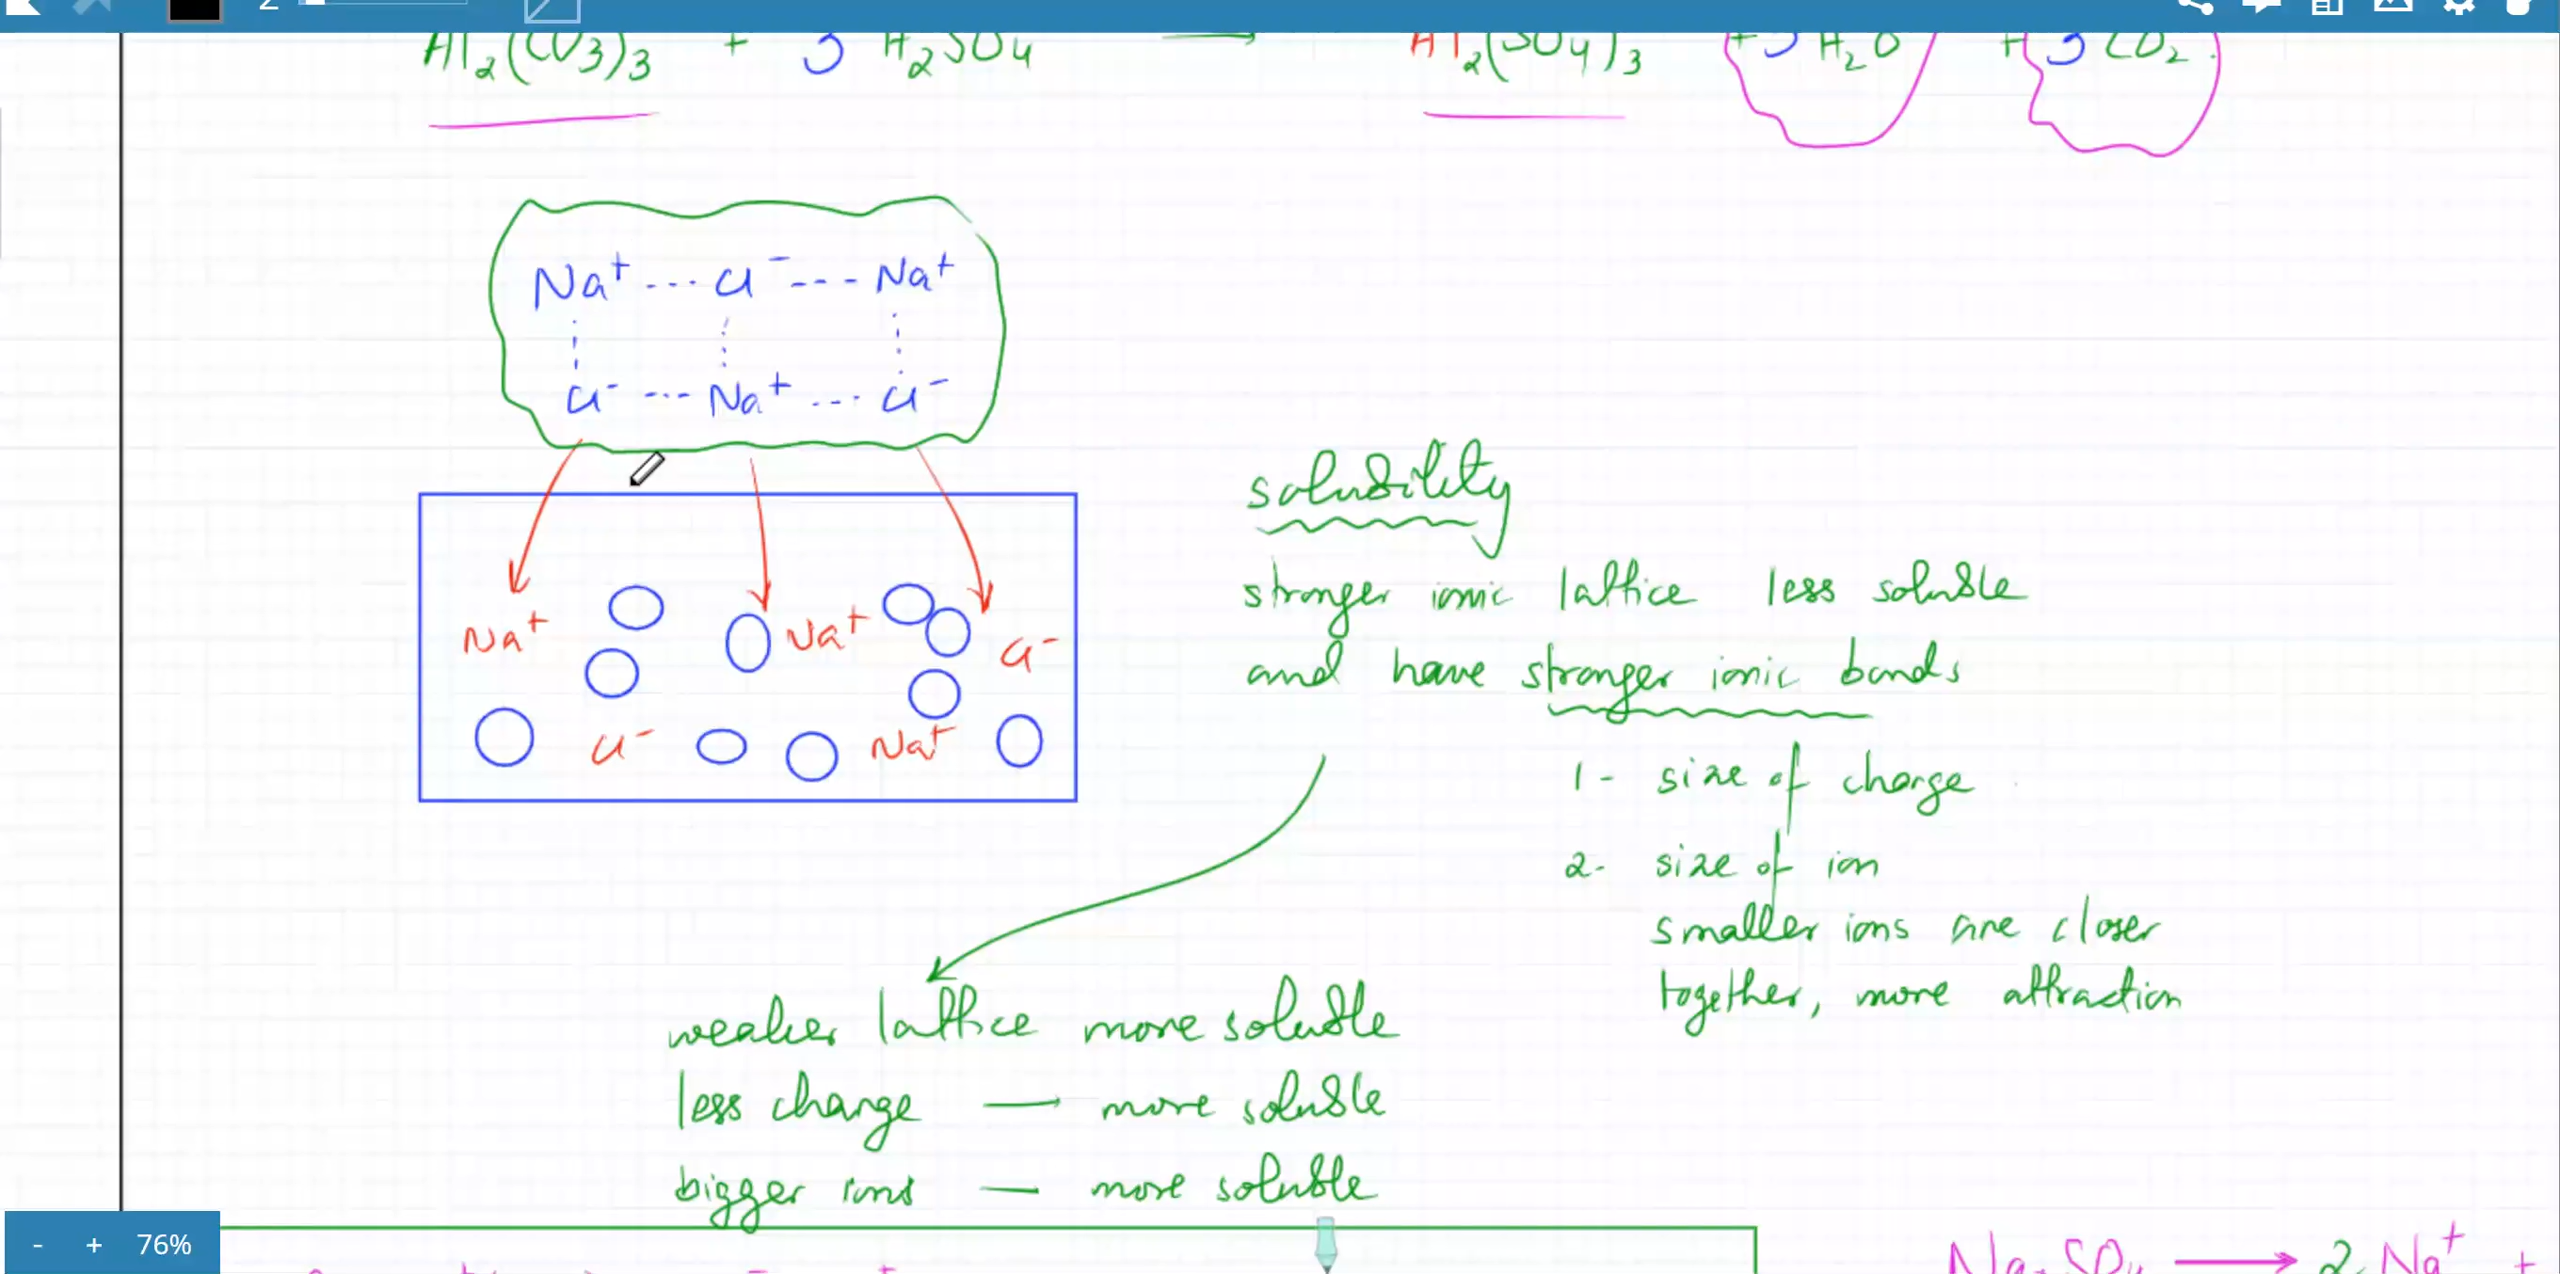 2
Al2(CO3)3 + 3 H2SO4 ⟶ Al2(SO4)3 + 3 H2O + 3 CO2
Na+ --- Cl- --- Na+
Cl- --- Na+ --- Cl-
Na+ Na+ Cl-
Cl- Na+
solubility
stronger ionic lattice less soluble
and have stronger ionic bonds
1- size of charge
2- size of ion
smaller ions are closer
together, more attraction
weaker lattice more soluble
less charge — more soluble
bigger ions — more soluble
Na2SO4 ⟶ 2 Na+ +
- + 76%